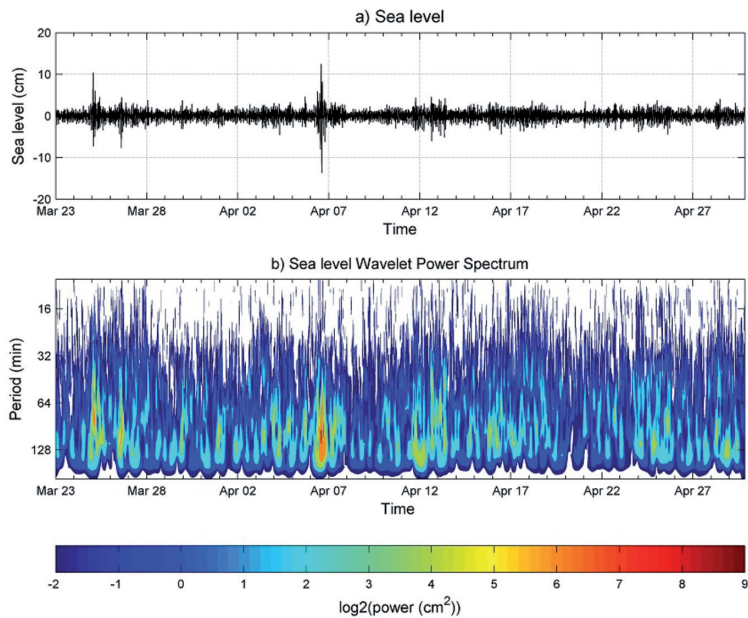 a) Sea level
20
10
0
-10
-20
Sea level (cm)
Mar 23 Mar 28 Apr 02 Apr 07 Apr 12 Apr 17 Apr 22 Apr 27
Time
b) Sea level Wavelet Power Spectrum
16
32
64
128
Period (min)
Mar 23 Mar 28 Apr 02 Apr 07 Apr 12 Apr 17 Apr 22 Apr 27
Time
-2 -1 0 1 2 3 4 5 6 7 8 9
log2(power (cm²))